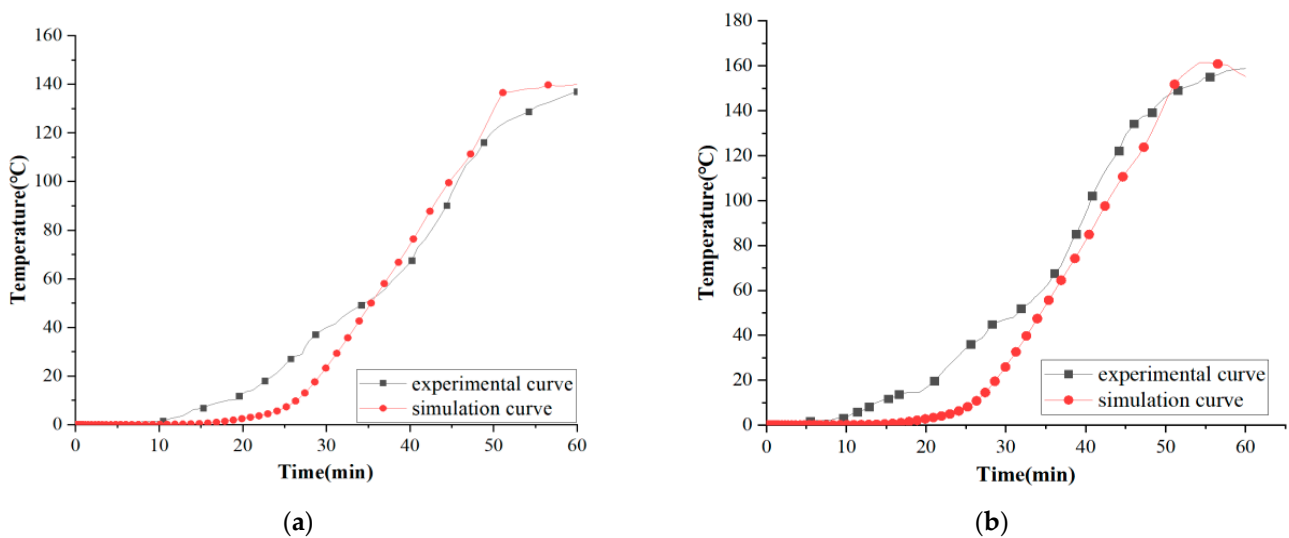 160
140
120
100
80
60
40
20
0
Temperature(℃)
0 10 20 30 40 50 60
Time(min)
experimental curve
simulation curve
(a)
180
160
140
120
100
80
60
40
20
0
Temperature(℃)
0 10 20 30 40 50 60
Time(min)
experimental curve
simulation curve
(b)